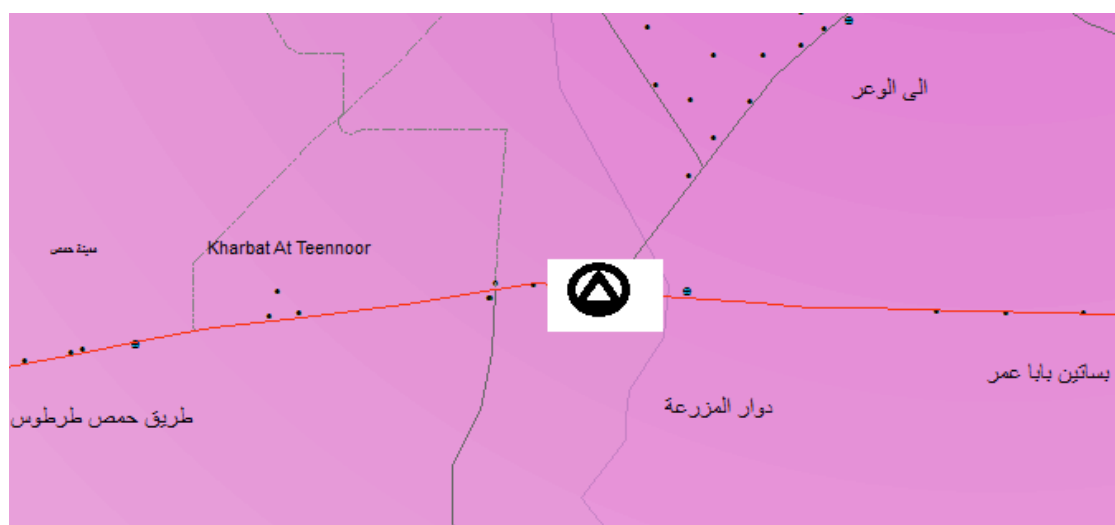 الى الوعر
مدينة حمص
Kharbat At Teennoor
بساتين بابا عمر
دوار المزرعة
طريق حمص طرطوس